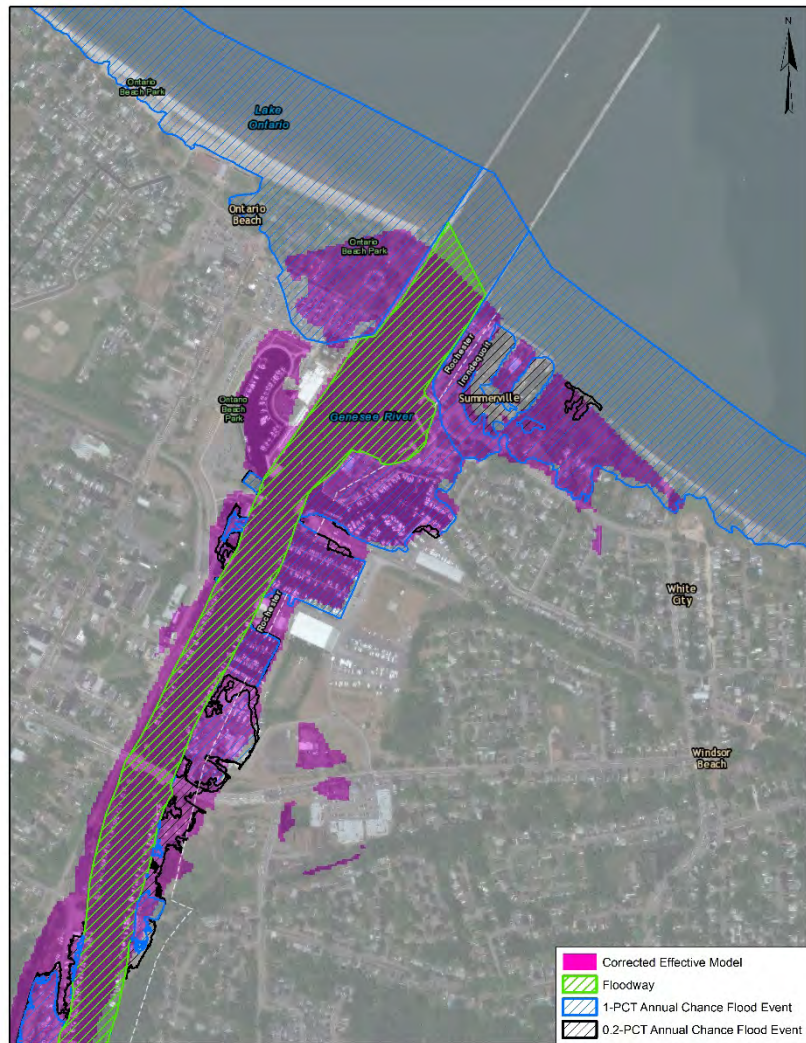 N
Ontario
Beach Park
Lake
Ontario
Ontario
Beach
Ontario
Beach Park
Rochester
Irondequoit
Summerville
Ontario
Beach
Park
Genesee River
White
City
Rochester
Windsor
Beach
Corrected Effective Model
Floodway
1-PCT Annual Chance Flood Event
0.2-PCT Annual Chance Flood Event